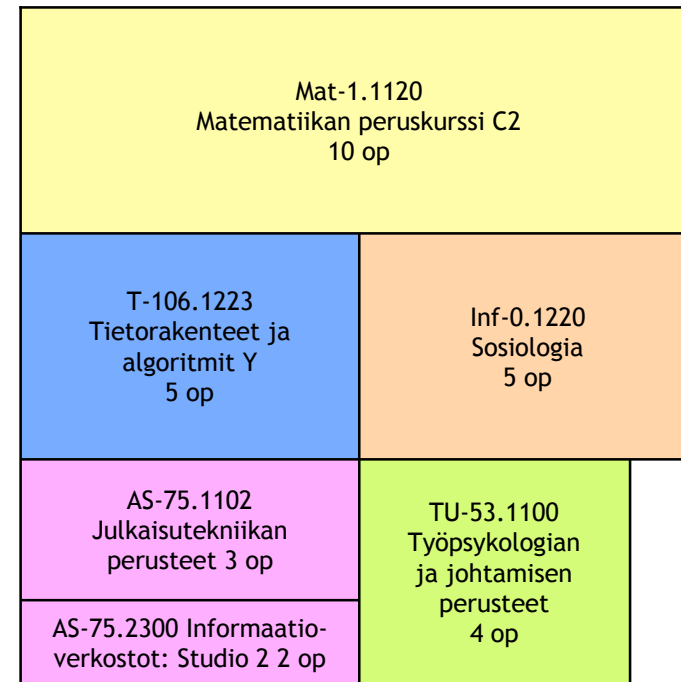 Mat-1.1120
Matematiikan peruskurssi C2
10 op
T-106.1223
Tietorakenteet ja
algoritmit Y
5 op
Inf-0.1220
Sosiologia
5 op
AS-75.1102
Julkaisutekniikan
perusteet 3 op
AS-75.2300 Informaatio-
verkostot: Studio 2 2 op
TU-53.1100
Työpsykologian
ja johtamisen
perusteet
4 op